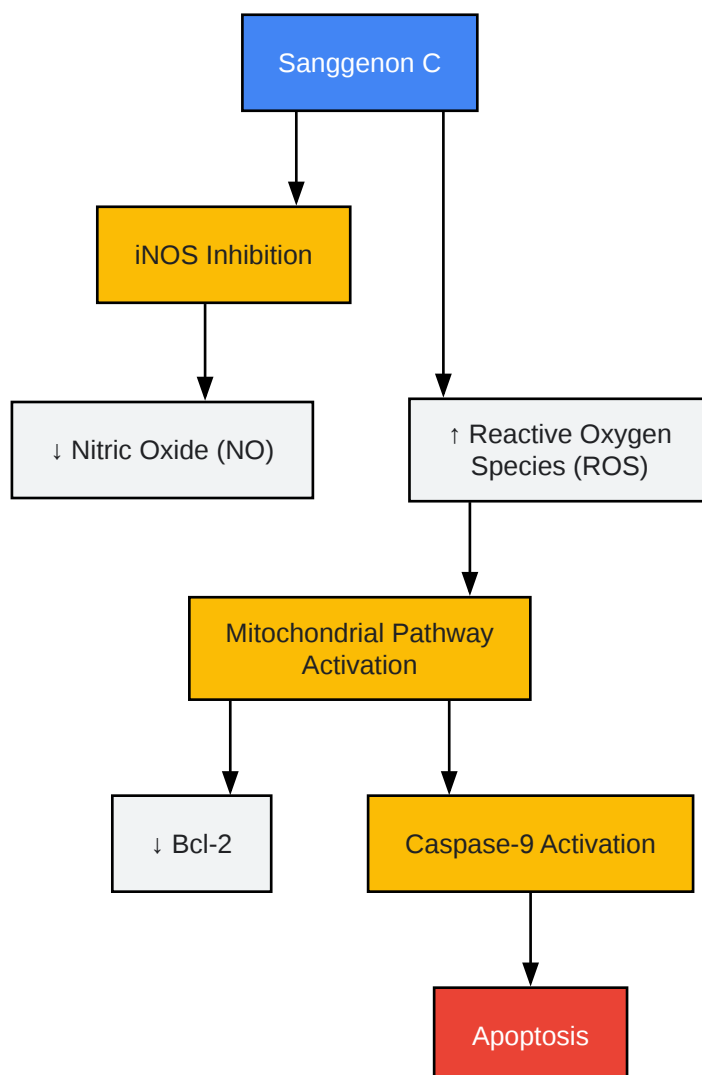 Sanggenon C
iNOS Inhibition
↓ Nitric Oxide (NO)
↑ Reactive Oxygen
Species (ROS)
Mitochondrial Pathway
Activation
↓ Bcl-2
Caspase-9 Activation
Apoptosis